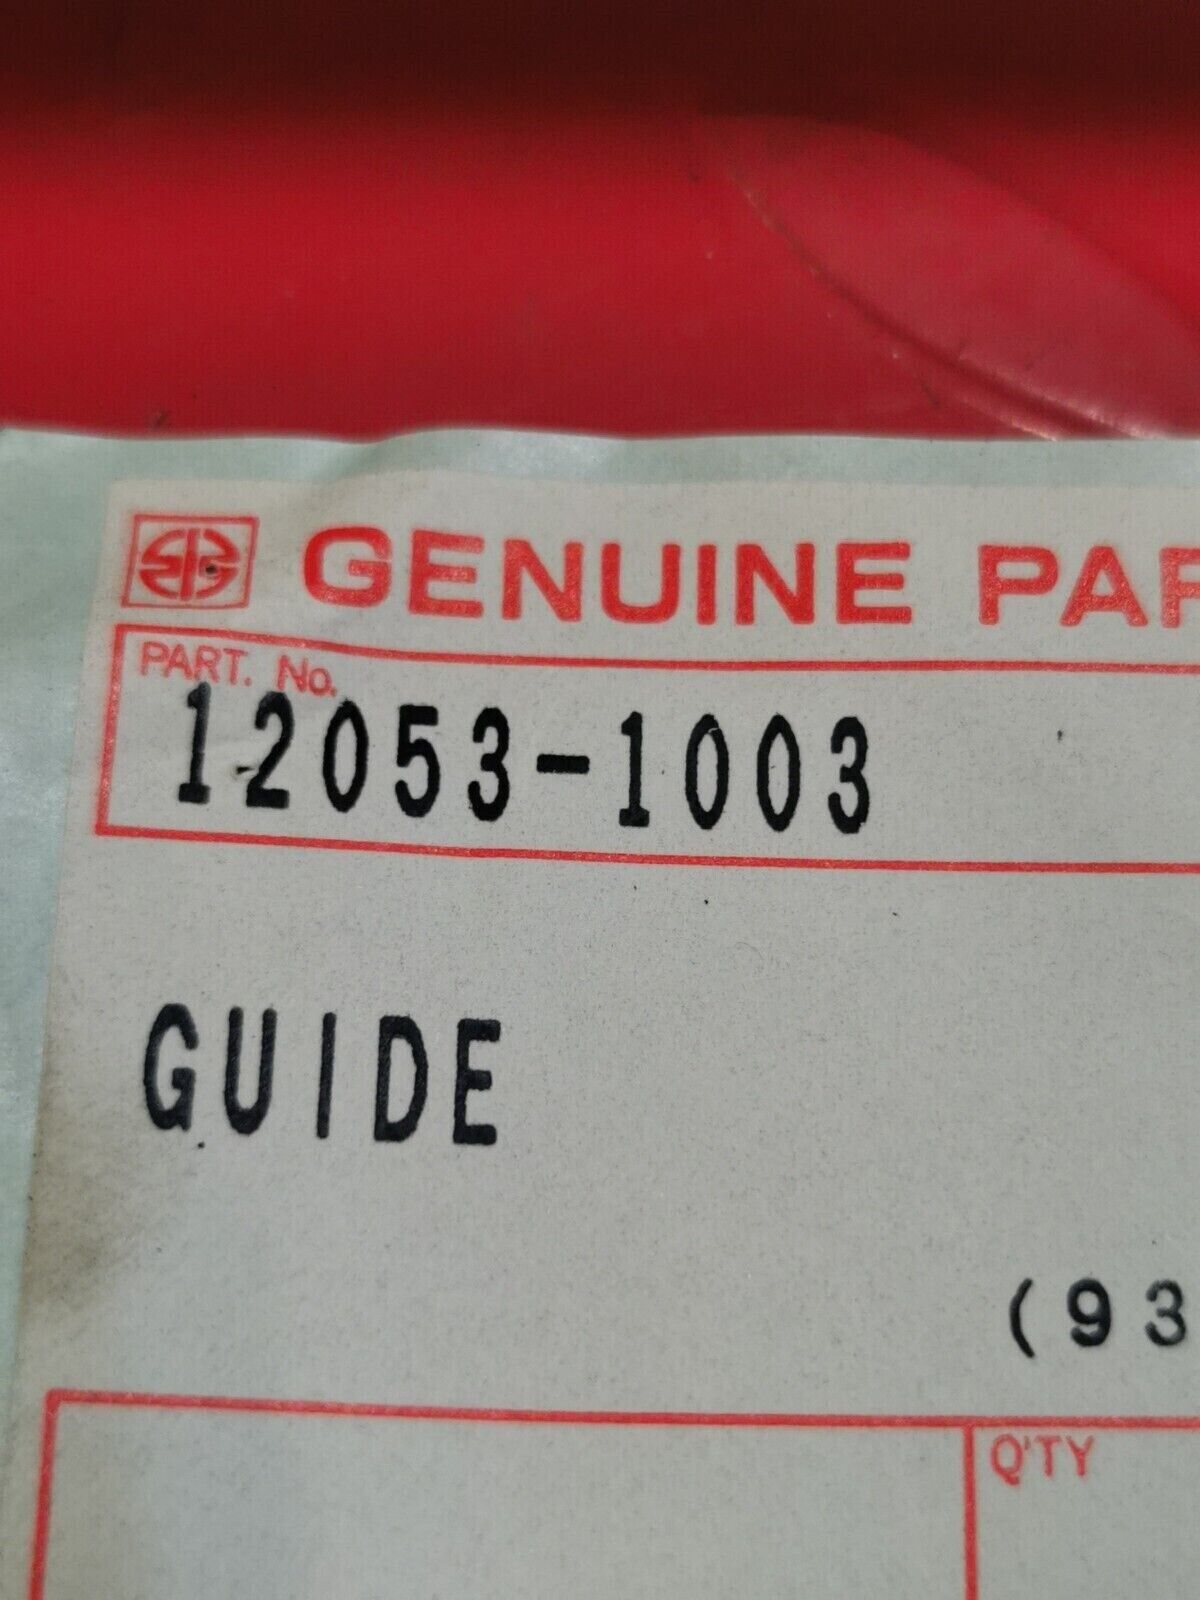 GENUINE PAR
PART. No.
12053-1003
GUIDE
(93
Q'TY